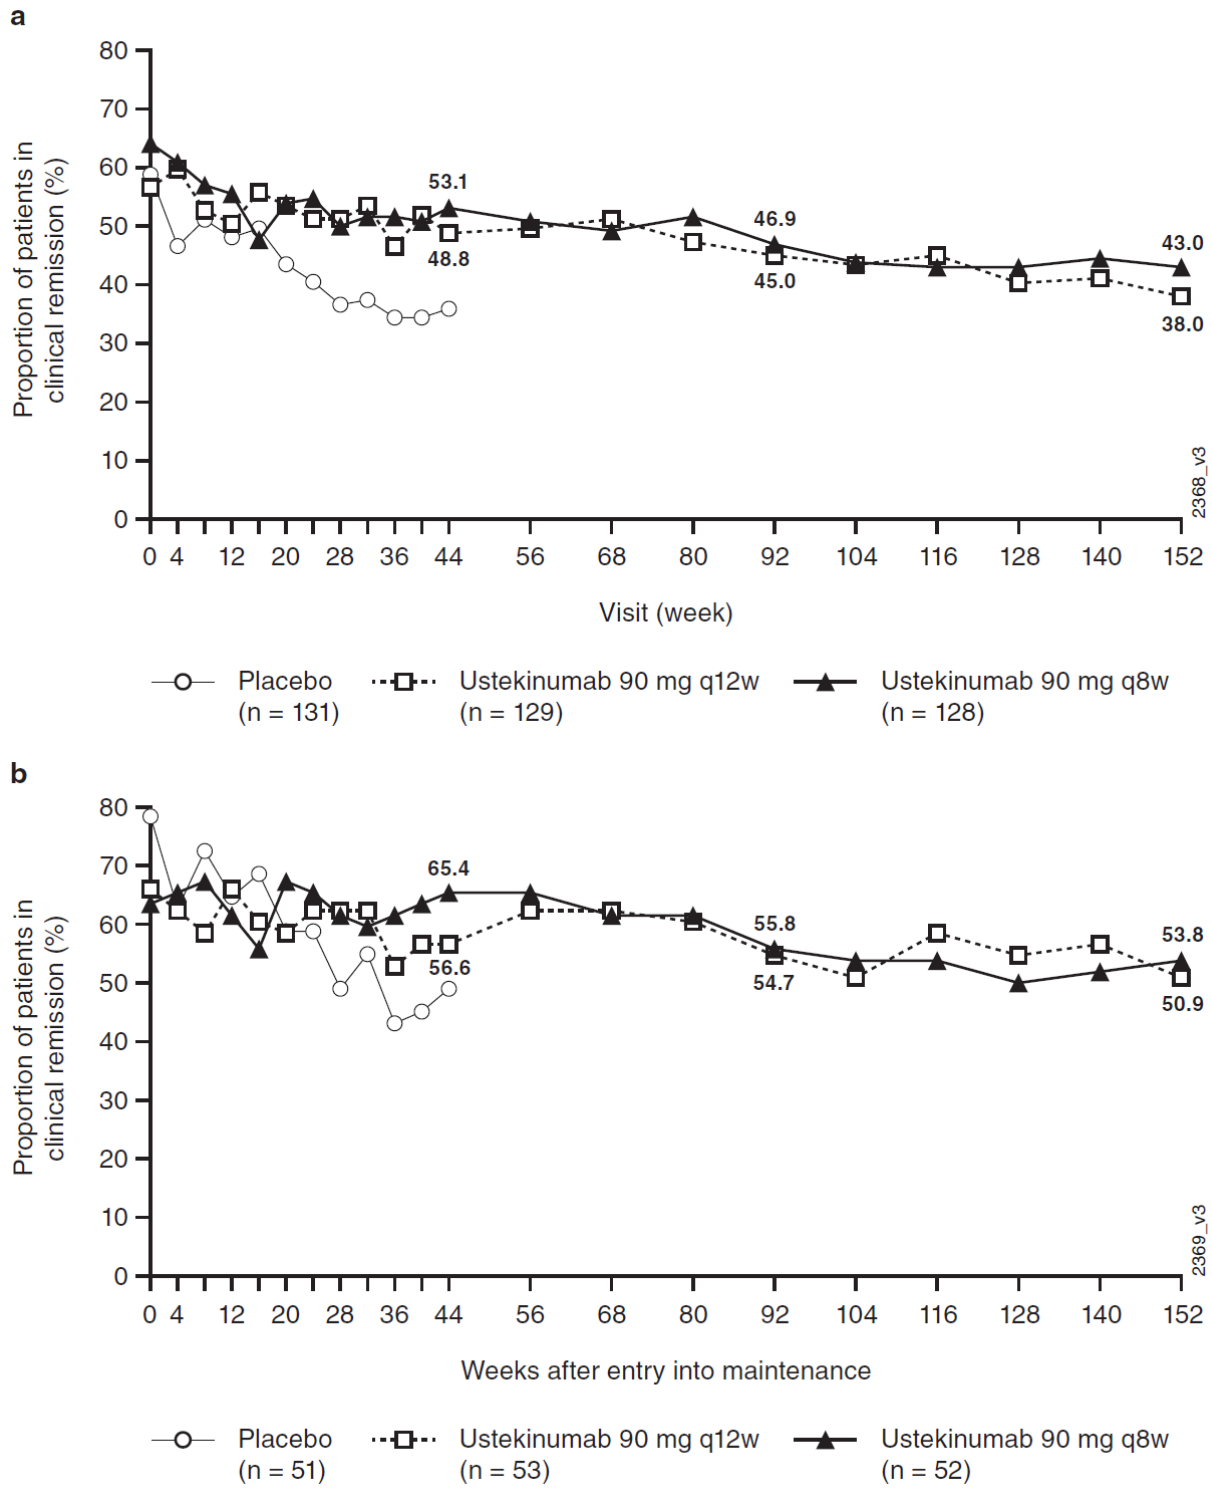 a
Proportion of patients in
clinical remission (%)
80
70
60
50
40
30
20
10
0
53.1
48.8
46.9
45.0
43.0
38.0
2368_v3
0 4 12 20 28 36 44 56 68 80 92 104 116 128 140 152
Visit (week)
Placebo
(n = 131)
Ustekinumab 90 mg q12w
(n = 129)
Ustekinumab 90 mg q8w
(n = 128)
b
Proportion of patients in
clinical remission (%)
80
70
60
50
40
30
20
10
0
65.4
56.6
55.8
54.7
53.8
50.9
2369_v3
0 4 12 20 28 36 44 56 68 80 92 104 116 128 140 152
Weeks after entry into maintenance
Placebo
(n = 51)
Ustekinumab 90 mg q12w
(n = 53)
Ustekinumab 90 mg q8w
(n = 52)